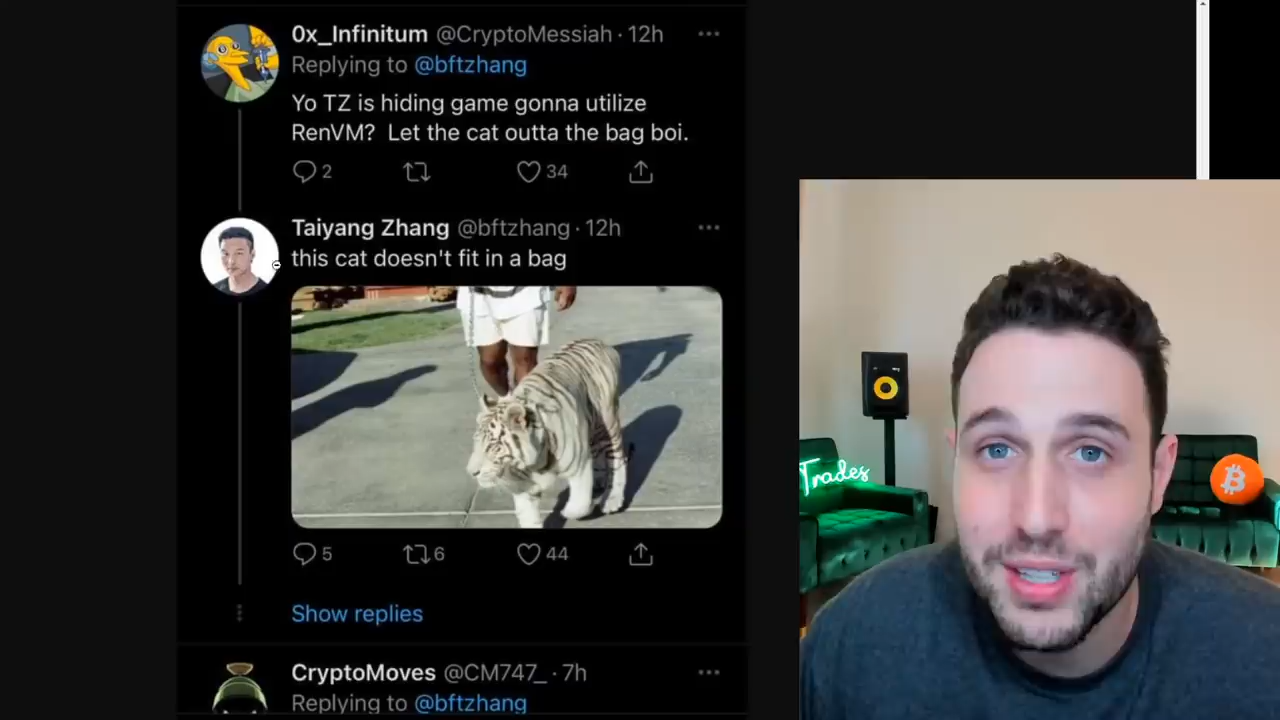 0x_Infinitum @CryptoMessiah · 12h
Replying to @bftzhang
Yo TZ is hiding game gonna utilize
RenVM? Let the cat outta the bag boi.
2 34
Taiyang Zhang @bftzhang · 12h
this cat doesn't fit in a bag
5 6 44
Show replies
CryptoMoves @CM747_ · 7h
Replying to @bftzhang
Trades